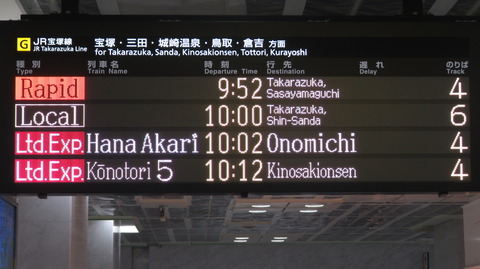 G JR宝塚線 宝塚・三田・城崎温泉・鳥取・倉吉 方面
JR Takarazuka Line for Takarazuka, Sanda, Kinosakionsen, Tottori, Kurayoshi
種別 列車名 時刻 行先 遅れ のりば
Type Train Name Departure Time Destination Delay Track
Rapid 9:52 Takarazuka, Sasayamaguchi 4
Local 10:00 Takarazuka, Shin-Sanda 6
Ltd.Exp. Hana Akari 10:02 Onomichi 4
Ltd.Exp. Kōnotori 5 10:12 Kinosakionsen 4